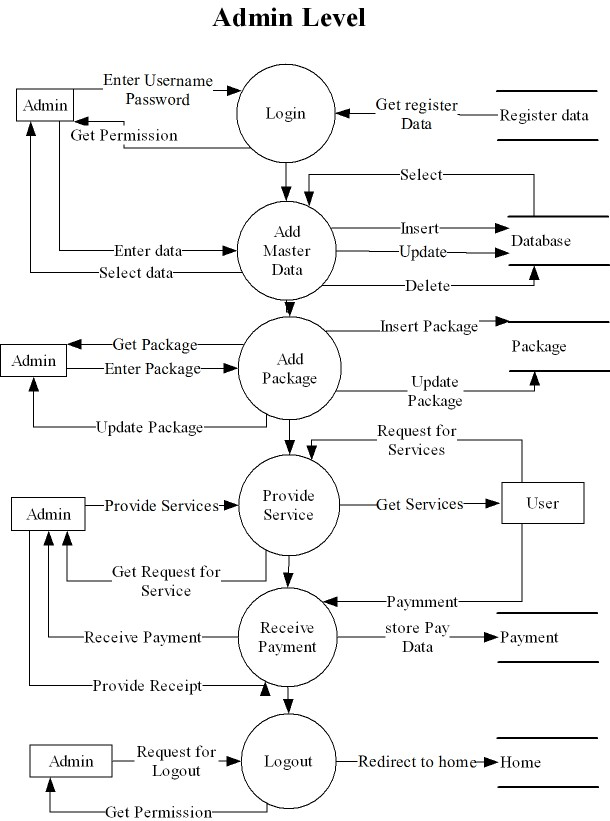 Admin Level
Enter Username
Password
Admin
Login
Get register
Data
Register data
Get Permission
Select
Add
Master
Data
Insert
Database
Enter data
Update
Select data
Delete
Insert Package
Get Package
Package
Admin
Add
Package
Enter Package
Update
Package
Update Package
Request for
Services
Provide
Service
Provide Services
Get Services
User
Admin
Get Request for
Service
Paymment
Receive
Payment
store Pay
Data
Receive Payment
Payment
Provide Receipt
Request for
Logout
Admin
Logout
Redirect to home
Home
Get Permission